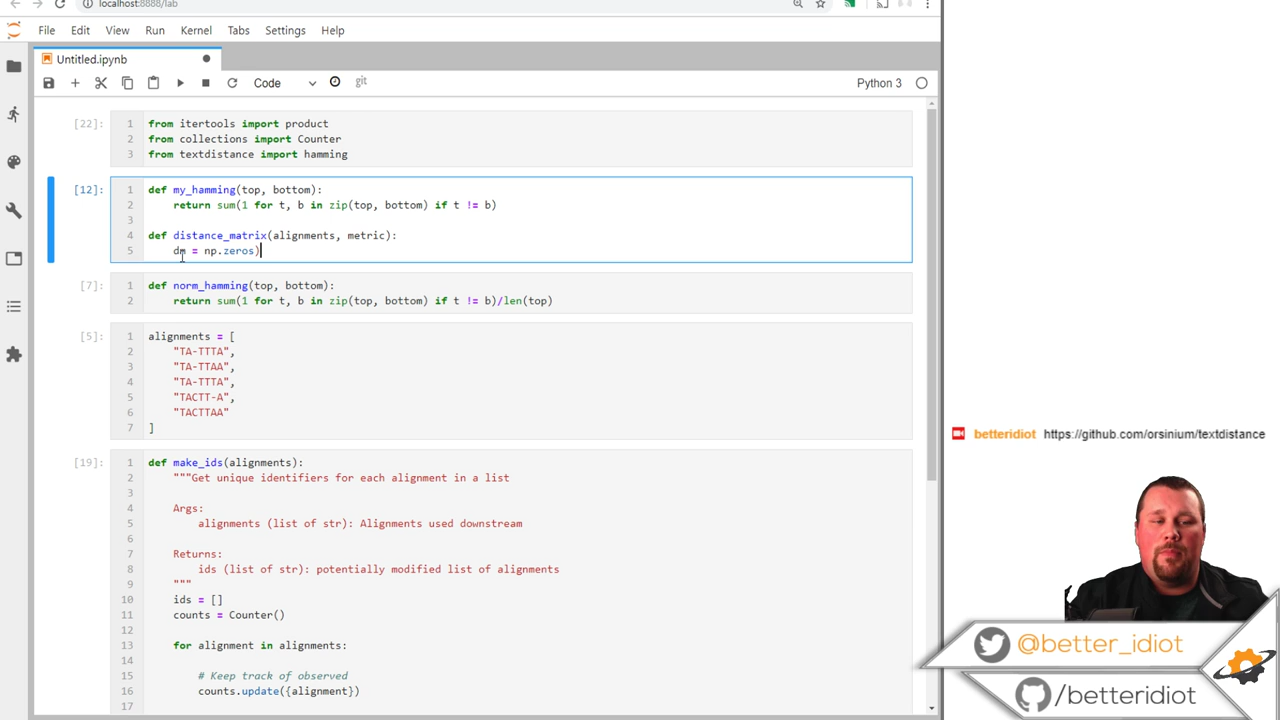 localhost:8888/lab
File Edit View Run Kernel Tabs Settings Help
Untitled.ipynb
Code git Python 3
[22]: 1 from itertools import product
2 from collections import Counter
3 from textdistance import hamming
[12]: 1 def my_hamming(top, bottom):
2 return sum(1 for t, b in zip(top, bottom) if t != b)
3
4 def distance_matrix(alignments, metric):
5 dm = np.zeros)
[7]: 1 def norm_hamming(top, bottom):
2 return sum(1 for t, b in zip(top, bottom) if t != b)/len(top)
[5]: 1 alignments = [
2 "TA-TTTA",
3 "TA-TTAA",
4 "TA-TTTA",
5 "TACTT-A",
6 "TACTTAA"
7 ]
[19]: 1 def make_ids(alignments):
2 """Get unique identifiers for each alignment in a list
3
4 Args:
5 alignments (list of str): Alignments used downstream
6
7 Returns:
8 ids (list of str): potentially modified list of alignments
9 """
10 ids = []
11 counts = Counter()
12
13 for alignment in alignments:
14
15 # Keep track of observed
16 counts.update({alignment})
17
betteridiot https://github.com/orsinium/textdistance
@better_idiot
/betteridiot